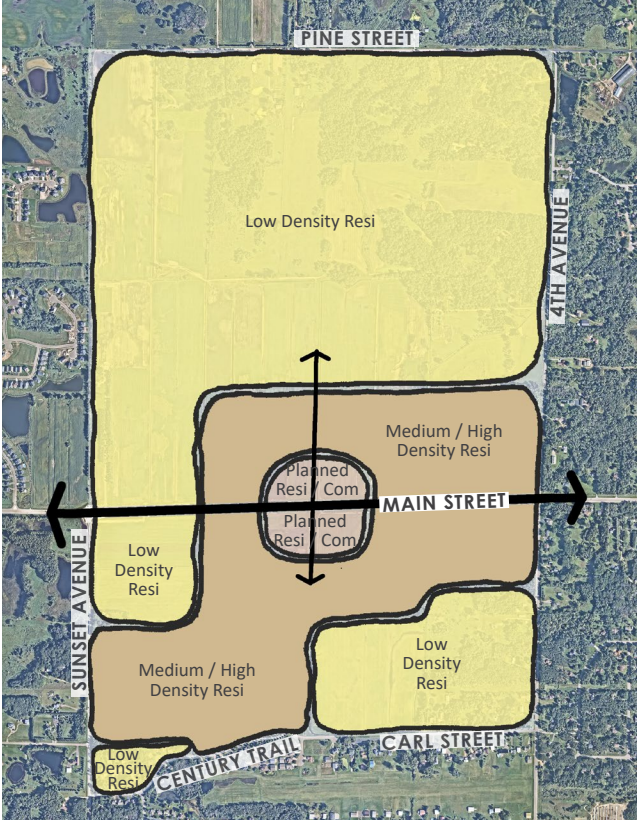 PINE STREET
Low Density Resi
4TH AVENUE
Medium / High
Density Resi
Planned
Resi / Com
MAIN STREET
Planned
Resi / Com
SUNSET AVENUE
Low
Density
Resi
Low
Density
Resi
Medium / High
Density Resi
CARL STREET
CENTURY TRAIL
Low
Density
Resi